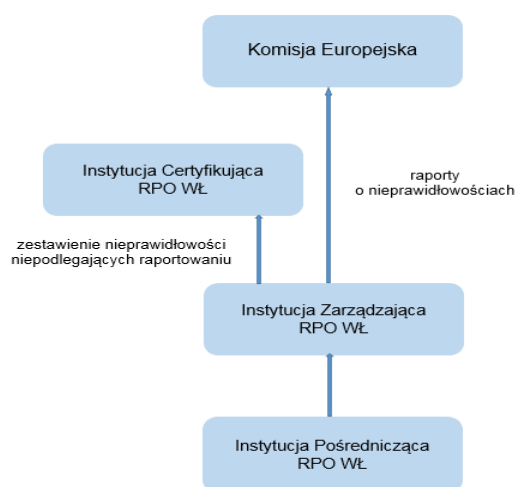 Komisja Europejska
Instytucja Certyfikująca
RPO WŁ
raporty
o nieprawidłowościach
zestawienie nieprawidłowości
niepodlegających raportowaniu
Instytucja Zarządzająca
RPO WŁ
Instytucja Pośrednicząca
RPO WŁ